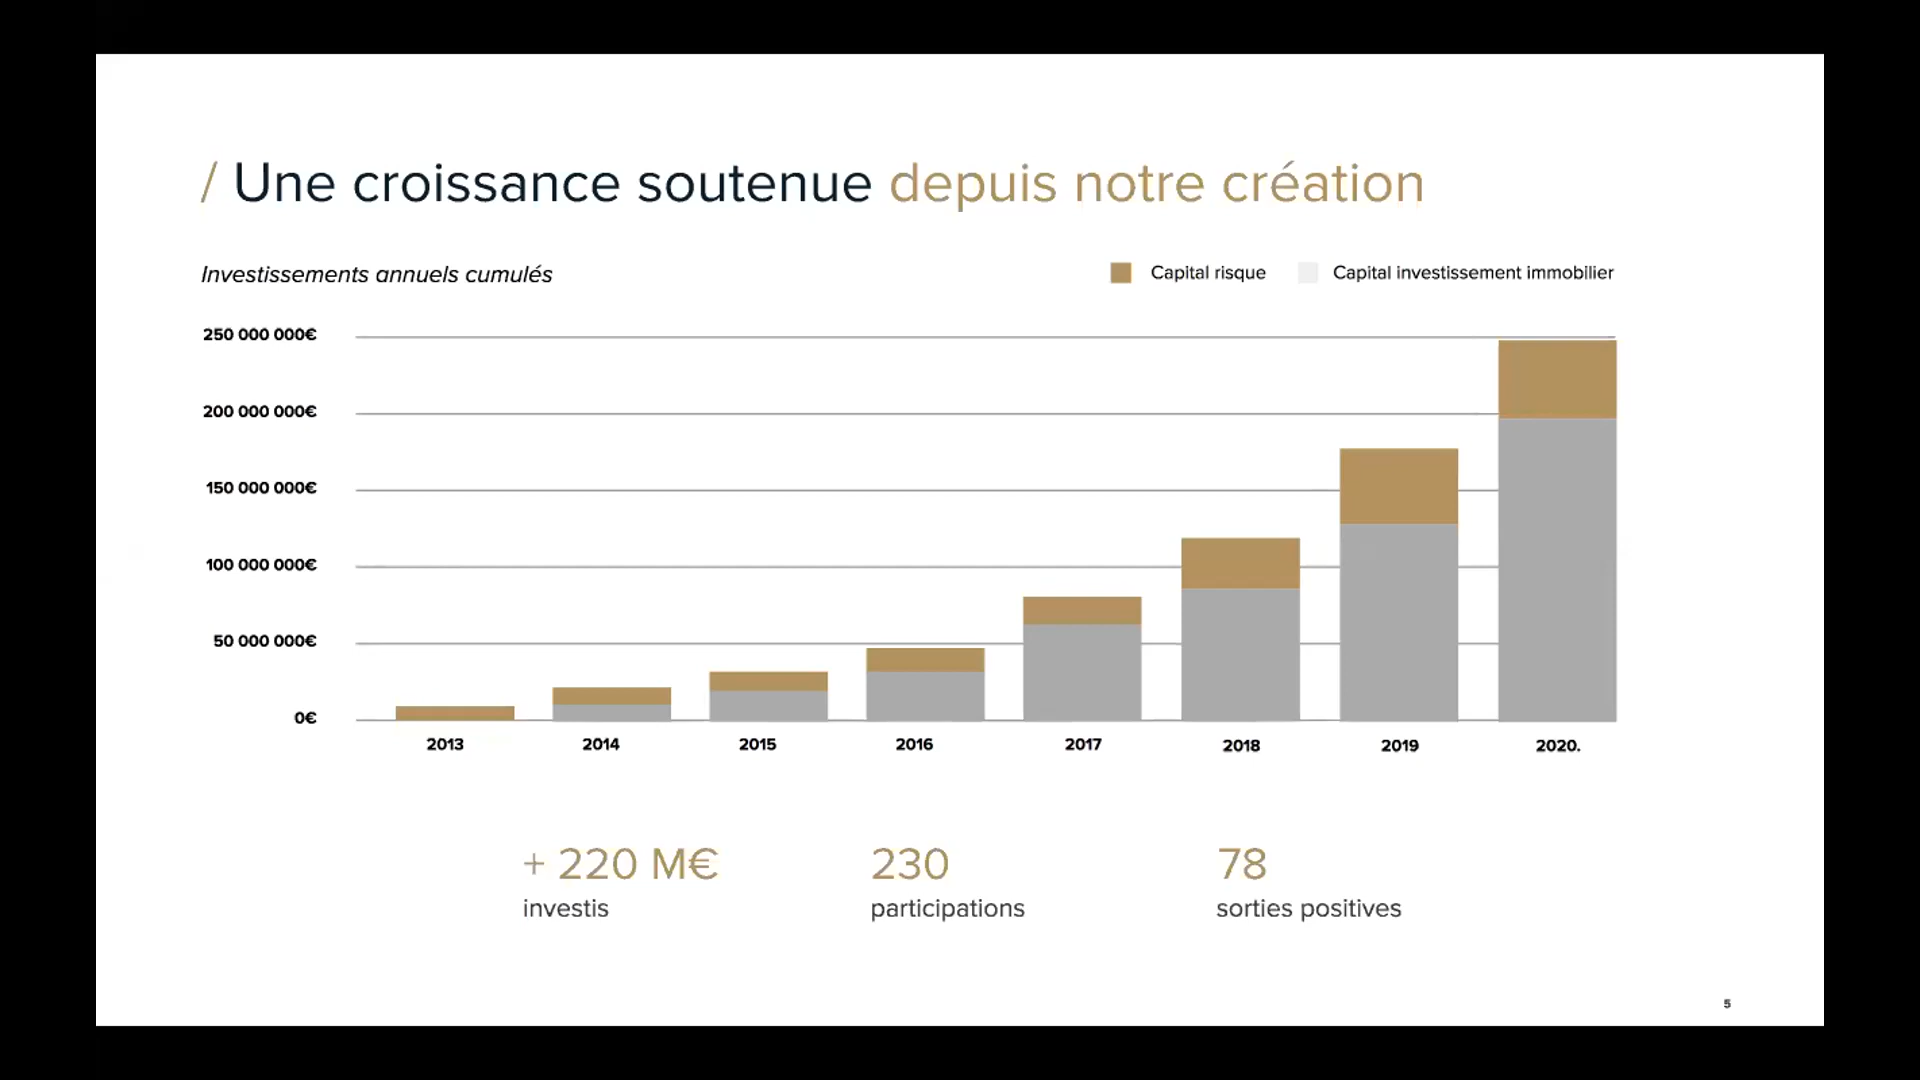 / Une croissance soutenue depuis notre création
Investissements annuels cumulés
Capital risque
Capital investissement immobilier
250 000 000€
200 000 000€
150 000 000€
100 000 000€
50 000 000€
0€
2013
2014
2015
2016
2017
2018
2019
2020.
+ 220 M€
investis
230
participations
78
sorties positives
5